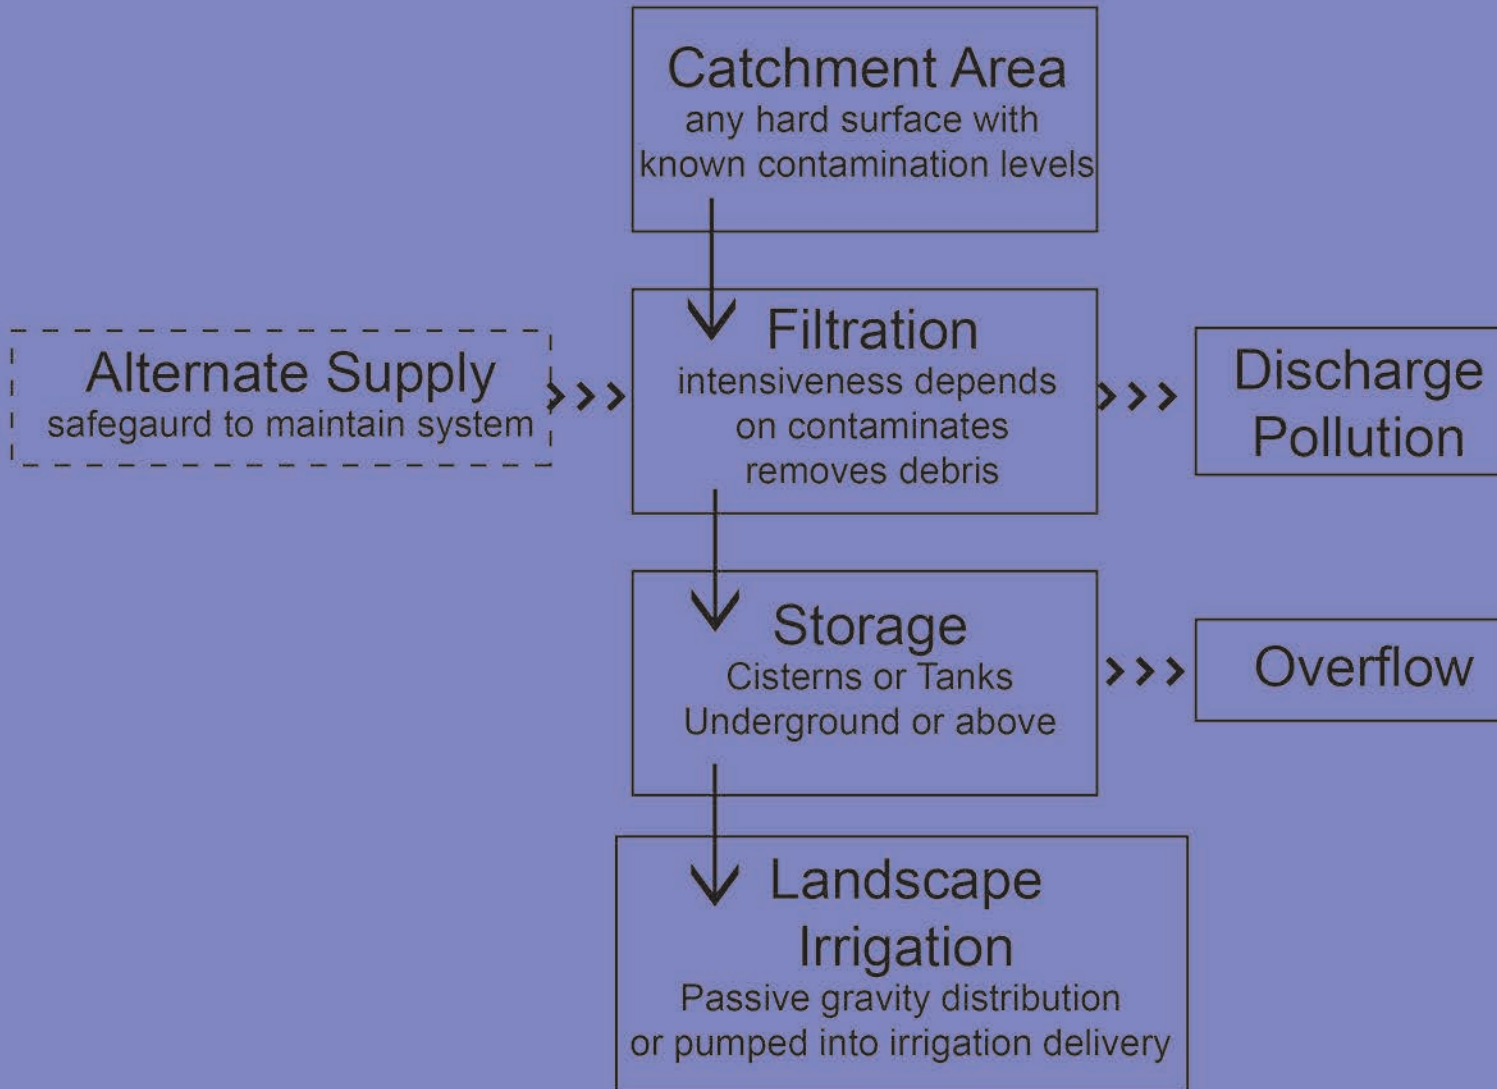 Catchment Area
any hard surface with
known contamination levels
Filtration
intensiveness depends
on contaminates
removes debris
Alternate Supply
safegaurd to maintain system
Discharge
Pollution
Storage
Cisterns or Tanks
Underground or above
Overflow
Landscape
Irrigation
Passive gravity distribution
or pumped into irrigation delivery